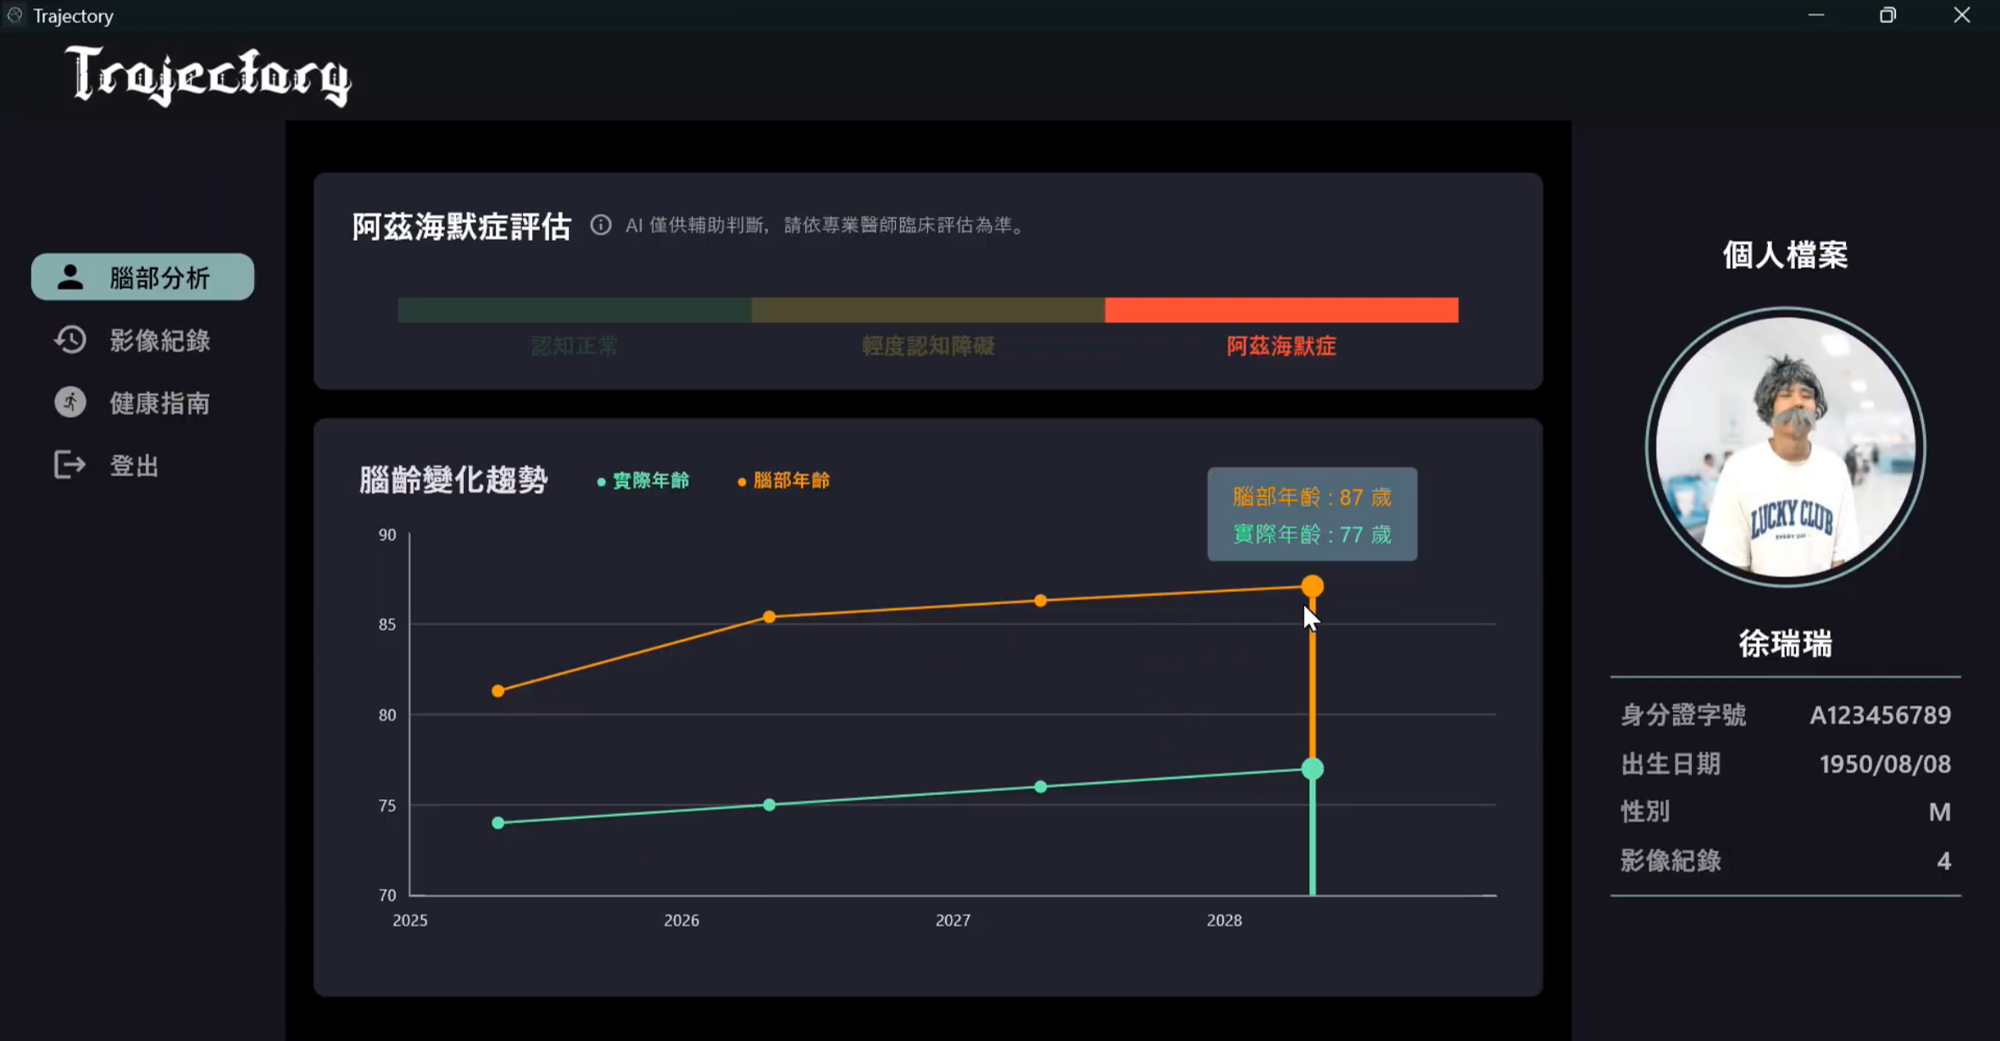 Trajectory
Trajectory
腦部分析
影像紀錄
健康指南
登出
阿茲海默症評估
AI 僅供輔助判斷，請依專業醫師臨床評估為準。
認知正常
輕度認知障礙
阿茲海默症
腦齡變化趨勢
實際年齡
腦部年齡
腦部年齡 : 87 歲
實際年齡 : 77 歲
90
85
80
75
70
2025
2026
2027
2028
個人檔案
LUCKY CLUB
EVERY DAY
徐瑞瑞
身分證字號 A123456789
出生日期 1950/08/08
性別 M
影像紀錄 4